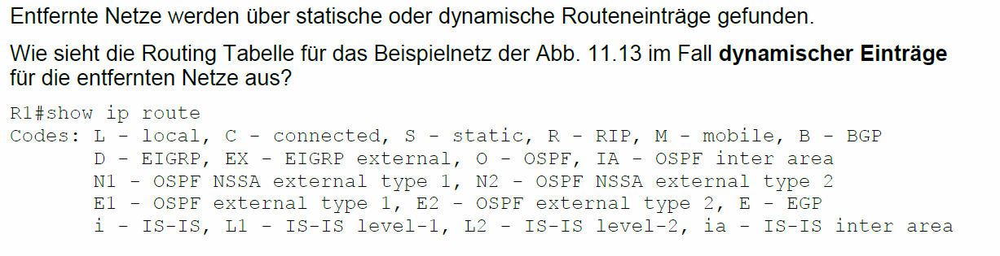 Entfernte Netze werden über statische oder dynamische Routeneinträge gefunden.
Wie sieht die Routing Tabelle für das Beispielnetz der Abb. 11.13 im Fall dynamischer Einträge
für die entfernten Netze aus?
R1#show ip route
Codes: L - local, C - connected, S - static, R - RIP, M - mobile, B - BGP
       D - EIGRP, EX - EIGRP external, O - OSPF, IA - OSPF inter area
       N1 - OSPF NSSA external type 1, N2 - OSPF NSSA external type 2
       E1 - OSPF external type 1, E2 - OSPF external type 2, E - EGP
       i - IS-IS, L1 - IS-IS level-1, L2 - IS-IS level-2, ia - IS-IS inter area